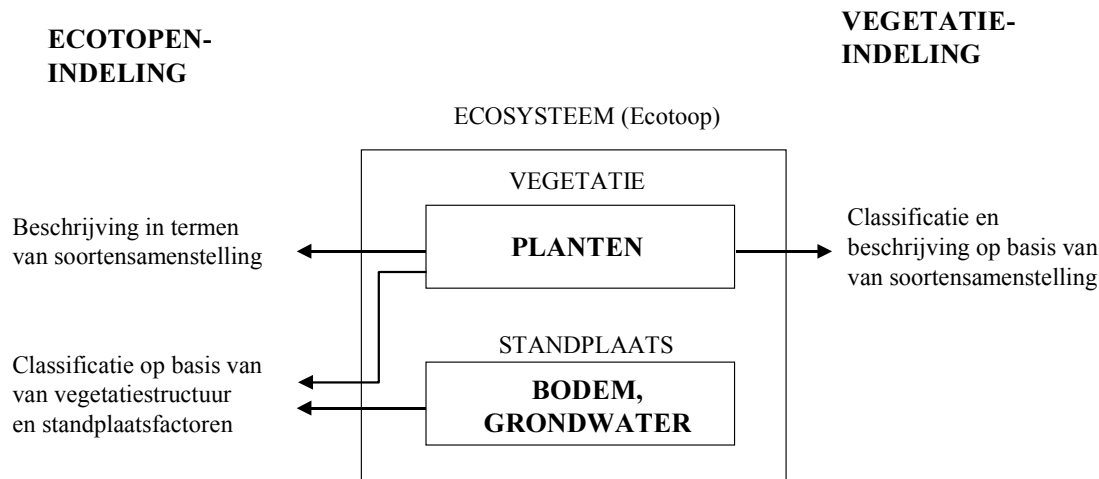 ECOTOPEN-
INDELING
VEGETATIE-
INDELING
ECOSYSTEEM (Ecotoop)
VEGETATIE
PLANTEN
Beschrijving in termen
van soortensamenstelling
Classificatie en
beschrijving op basis van
van soortensamenstelling
STANDPLAATS
BODEM,
GRONDWATER
Classificatie op basis van
van vegetatiestructuur
en standplaatsfactoren